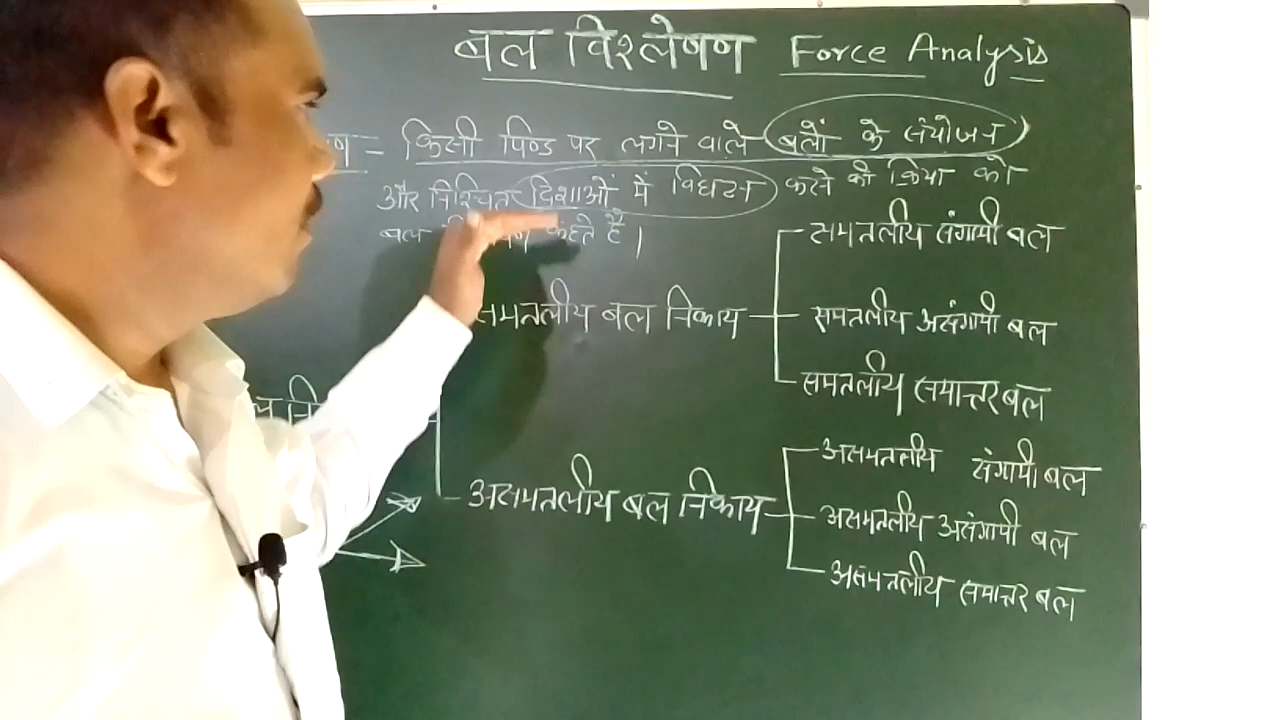 बल विश्लेषण Force Analysis
किसी पिण्ड पर लगने वाले बलों के संयोजन
और निश्चित दिशाओं में विघटन करने की क्रिया को
बल कहते है ।
समतलीय संगामी बल
समतलीय बल निकाय
समतलीय असंगामी बल
समतलीय समान्तर बल
असमतलीय संगामी बल
असमतलीय बल निकाय
असमतलीय असंगामी बल
असमतलीय समान्तर बल